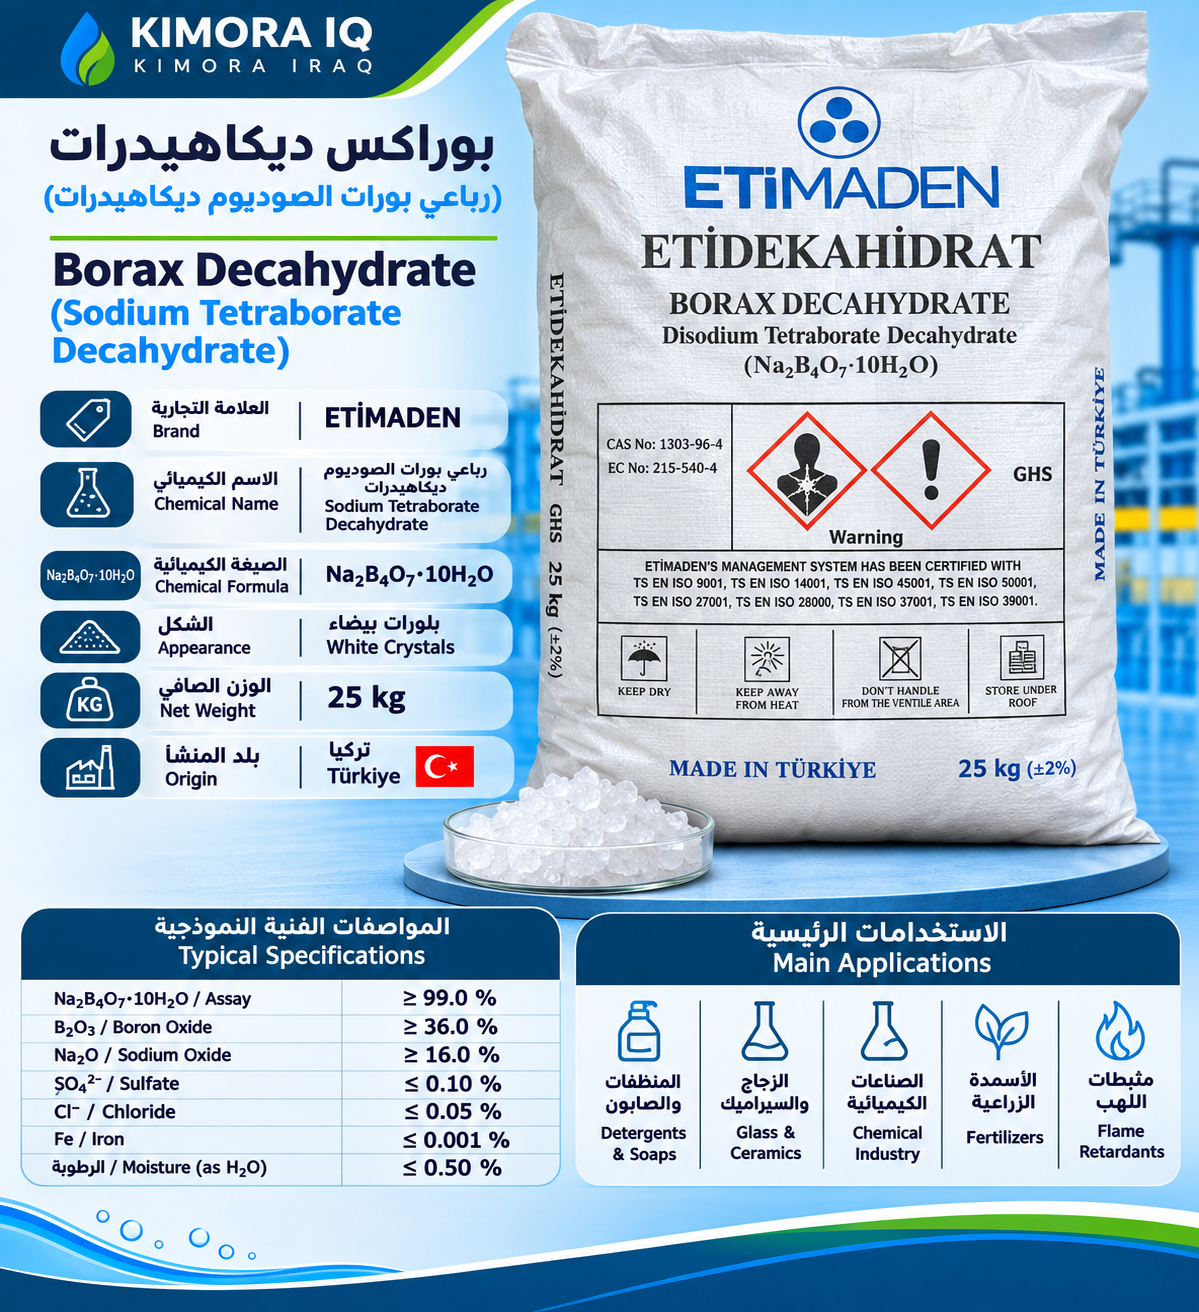 KIMORA IQ
KIMORA IRAQ
بوراكس ديكاهيدرات
(رباعي بورات الصوديوم ديكاهيدرات)
Borax Decahydrate
(Sodium Tetraborate
Decahydrate)
العلامة التجارية
Brand
ETİMADEN
الاسم الكيميائي
Chemical Name
رباعي بورات الصوديوم
ديكاهيدرات
Sodium Tetraborate
Decahydrate
Na₂B₄O₇·10H₂O
الصيغة الكيميائية
Chemical Formula
Na₂B₄O₇•10H₂O
الشكل
Appearance
بلورات بيضاء
White Crystals
KG
الوزن الصافي
Net Weight
25 kg
بلد المنشأ
Origin
تركيا
Türkiye
ETiMADEN
ETİDEKAHİDRAT
BORAX DECAHYDRATE
Disodium Tetraborate Decahydrate
(Na₂B₄O₇·10H₂O)
CAS No: 1303-96-4
EC No: 215-540-4
GHS
Warning
ETİMADEN'S MANAGEMENT SYSTEM HAS BEEN CERTIFIED WITH
TS EN ISO 9001, TS EN ISO 14001, TS EN ISO 45001, TS EN ISO 50001,
TS EN ISO 27001, TS EN ISO 28000, TS EN ISO 37001, TS EN ISO 39001.
KEEP DRY
KEEP AWAY
FROM HEAT
DON'T HANDLE
FROM THE VENTILE AREA
STORE UNDER
ROOF
MADE IN TÜRKİYE
25 kg (±2%)
ETİDEKAHİDRAT GHS 25 kg (±2%)
MADE IN TÜRKİYE
المواصفات الفنية النموذجية
Typical Specifications
Na₂B₄O₇•10H₂O / Assay ≥ 99.0 %
B₂O₃ / Boron Oxide ≥ 36.0 %
Na₂O / Sodium Oxide ≥ 16.0 %
SO₄²⁻ / Sulfate ≤ 0.10 %
Cl⁻ / Chloride ≤ 0.05 %
Fe / Iron ≤ 0.001 %
الرطوبة / Moisture (as H₂O) ≤ 0.50 %
الاستخدامات الرئيسية
Main Applications
المنظفات
والصابون
Detergents
& Soaps
الزجاج
والسيراميك
Glass &
Ceramics
الصناعات
الكيميائية
Chemical
Industry
الأسمدة
الزراعية
Fertilizers
مثبطات
اللهب
Flame
Retardants